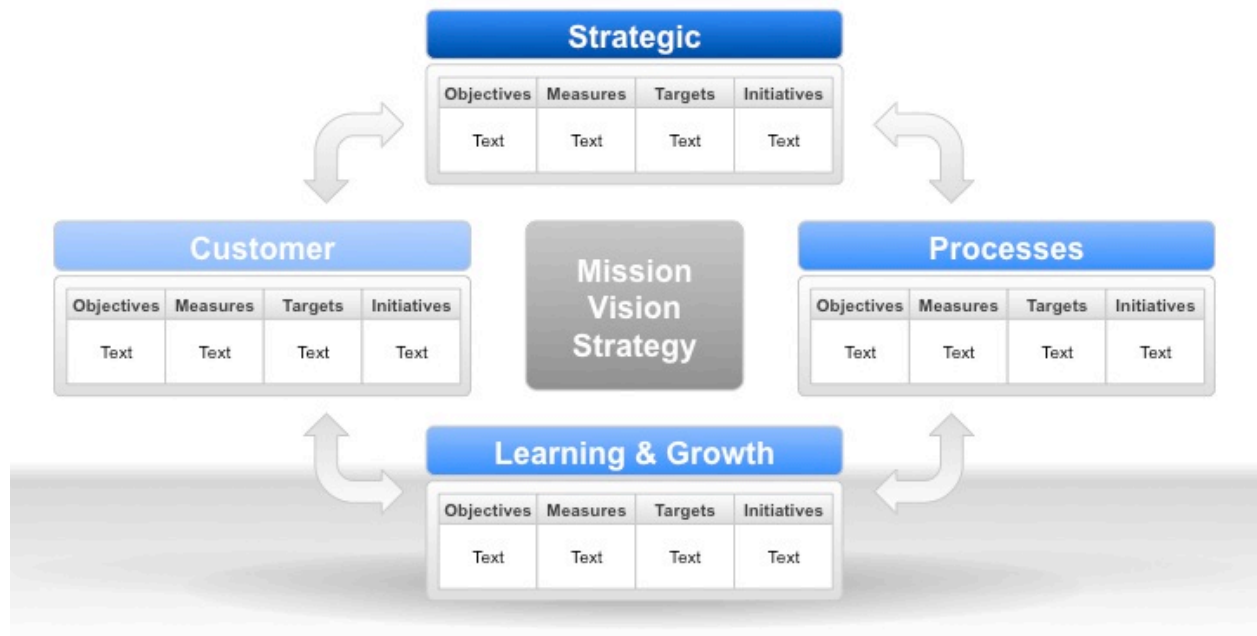 Strategic
Objectives Measures Targets Initiatives
Text Text Text Text
Customer
Objectives Measures Targets Initiatives
Text Text Text Text
Mission
Vision
Strategy
Processes
Objectives Measures Targets Initiatives
Text Text Text Text
Learning & Growth
Objectives Measures Targets Initiatives
Text Text Text Text